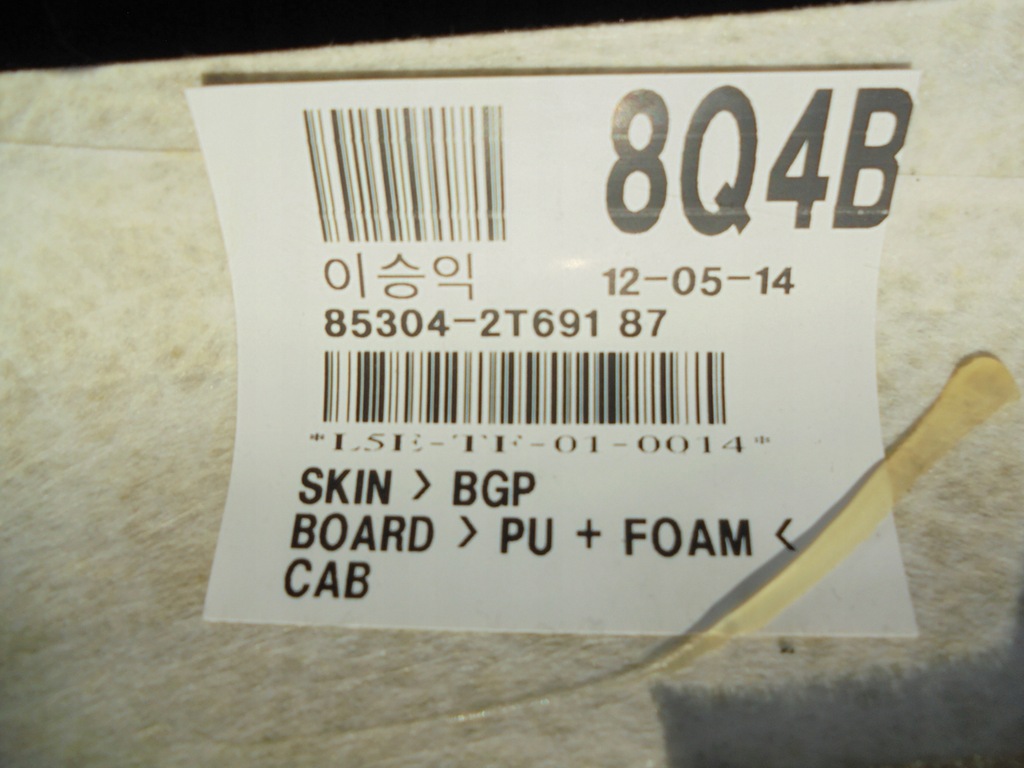 8Q4B
이승익 12-05-14
85304-2T691 87
*L5E-TF-01-0014*
SKIN > BGP
BOARD > PU + FOAM <
CAB